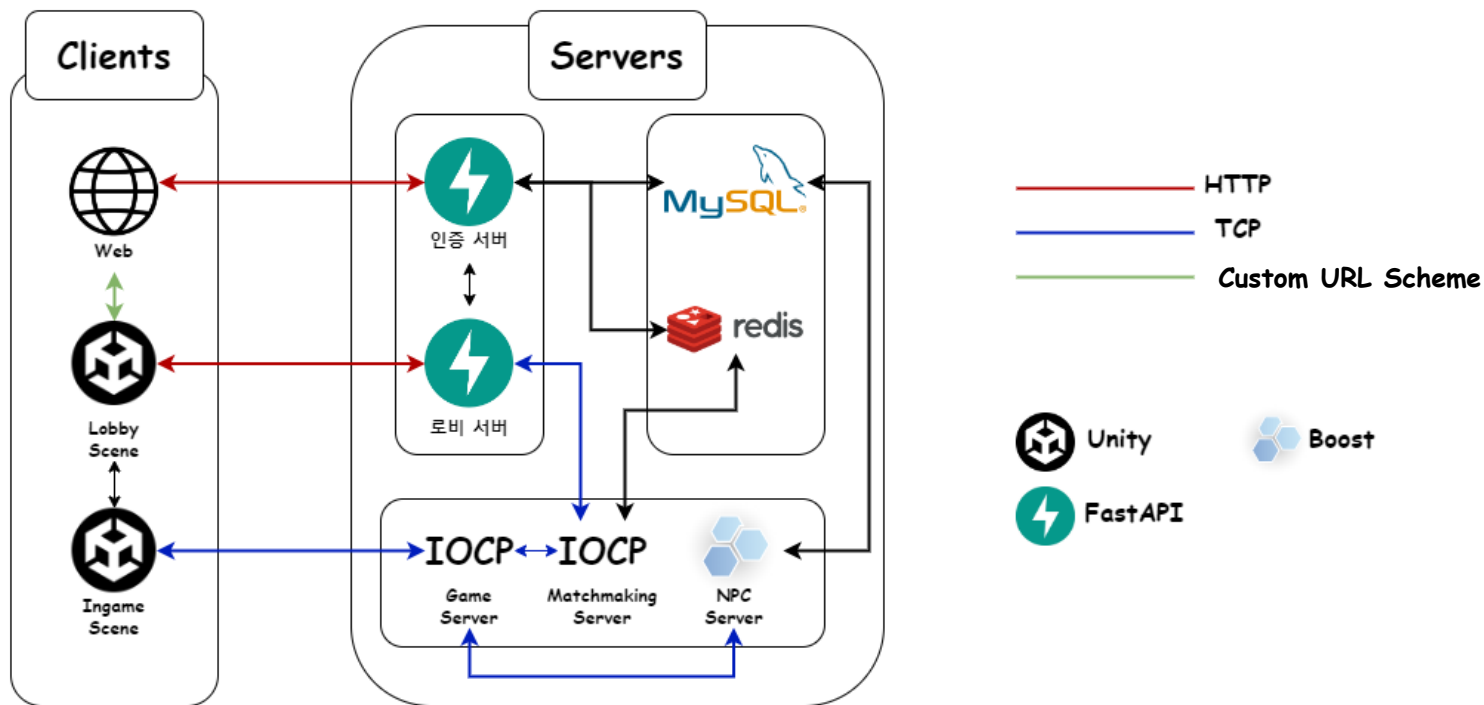 Clients
Servers
Web
인증 서버
MySQL®
HTTP
TCP
Custom URL Scheme
redis
Lobby
Scene
로비 서버
Unity
Boost
FastAPI
IOCP
IOCP
Ingame
Scene
Game
Server
Matchmaking
Server
NPC
Server